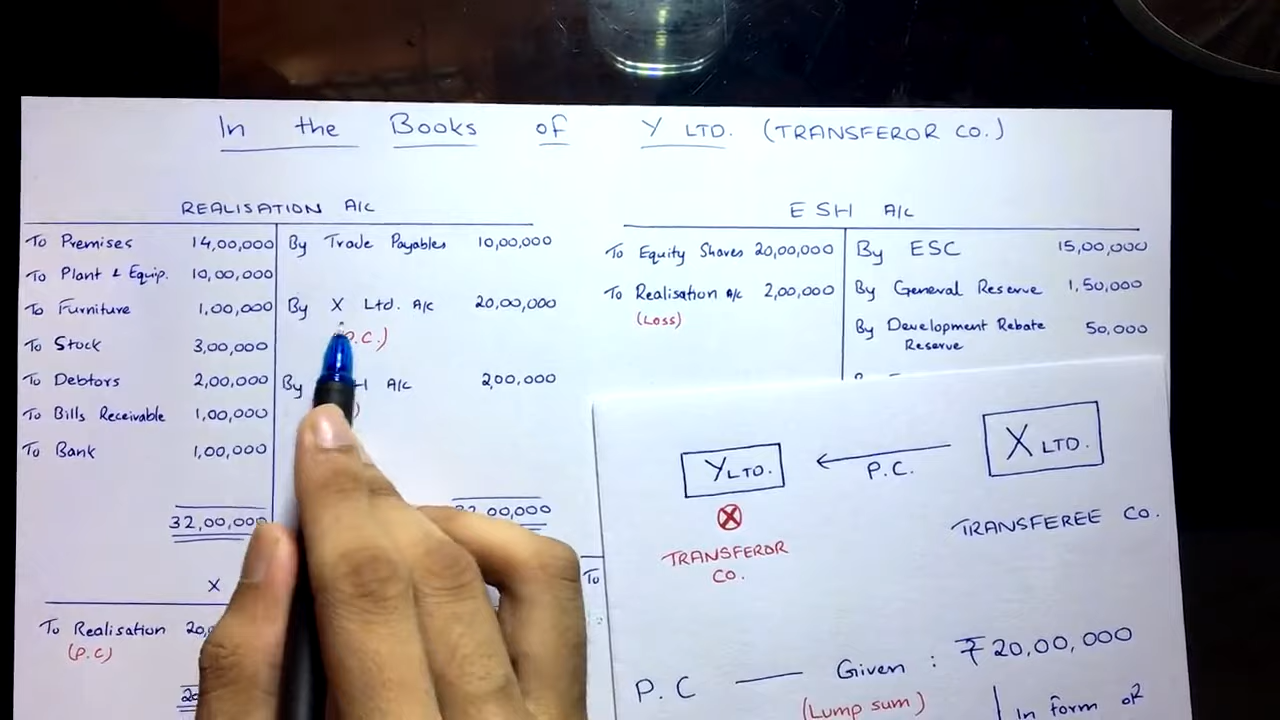 In the Books of Y LTD. (TRANSFEROR CO.)
REALISATION A/c
To Premises 14,00,000 By Trade Payables 10,00,000
To Plant & Equip. 10,00,000
To Furniture 1,00,000 By X Ltd. A/c 20,00,000
P.C.)
To Stock 3,00,000
To Debtors 2,00,000 By A/c 2,00,000
To Bills Receivable 1,00,000
To Bank 1,00,000
32,00,000
X
To Realisation
(P.C)
ESH A/c
To Equity Shares 20,00,000 By ESC 15,00,000
To Realisation A/c 2,00,000 By General Reserve 1,50,000
(Loss)
By Development Rebate 50,000
Reserve
To
Y LTD. P.C. X LTD.
TRANSFEROR CO.
TRANSFEREE CO.
P.C — Given : ₹20,00,000
(Lump sum)
In form of